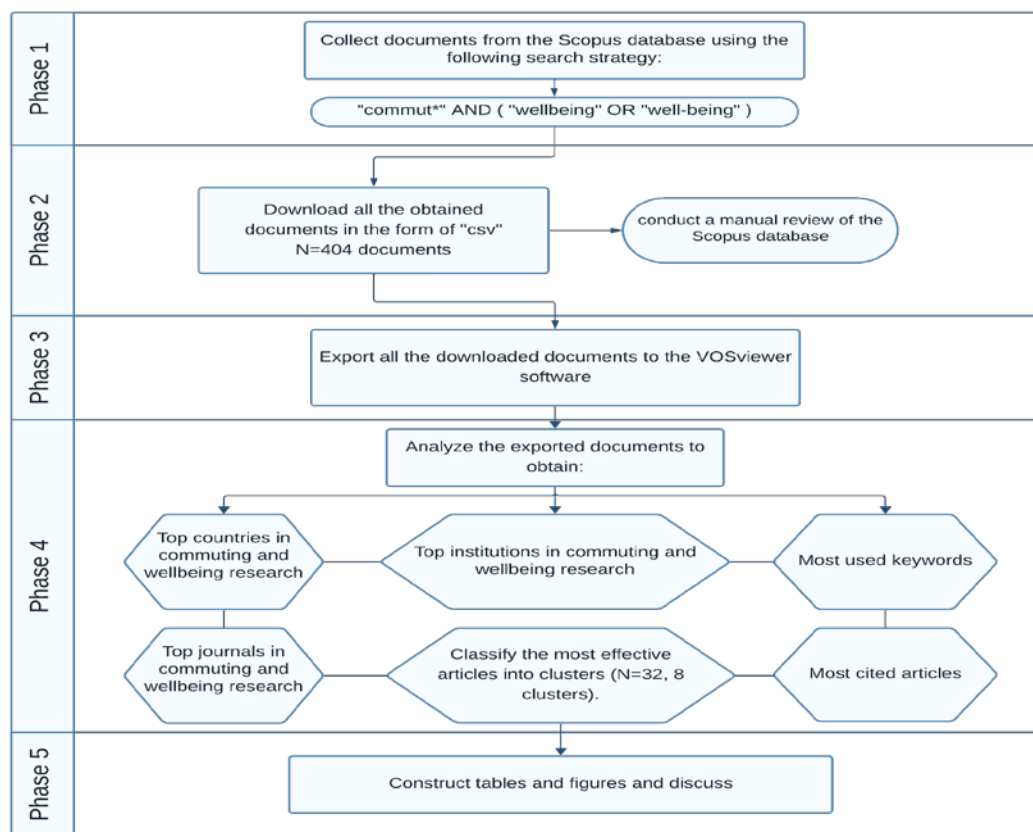 Phase 1
Collect documents from the Scopus database using the
following search strategy:
"commut*" AND ( "wellbeing" OR "well-being" )
Phase 2
Download all the obtained
documents in the form of "csv"
N=404 documents
conduct a manual review of the
Scopus database
Phase 3
Export all the downloaded documents to the VOSviewer
software
Phase 4
Analyze the exported documents to
obtain:
Top countries in
commuting and
wellbeing research
Top institutions in commuting and
wellbeing research
Most used keywords
Top journals in
commuting and
wellbeing research
Classify the most effective
articles into clusters (N=32, 8
clusters).
Most cited articles
Phase 5
Construct tables and figures and discuss